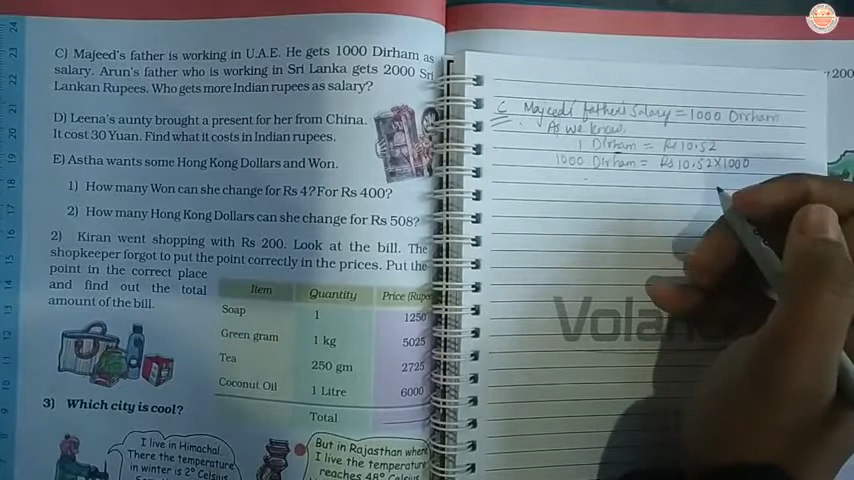 C) Majeed's father is working in U.A.E. He gets 1000 Dirham as
salary. Arun's father who is working in Sri Lanka gets 2000 Sri
Lankan Rupees. Who gets more Indian rupees as salary?
D) Leena's aunty brought a present for her from China.
It cost 30 Yuan. Find what it costs in Indian rupees.
E) Astha wants some Hong Kong Dollars and Won.
1) How many Won can she change for Rs 4? For Rs 400?
2) How many Hong Kong Dollars can she change for Rs 508?
2) Kiran went shopping with Rs 200. Look at the bill. The
shopkeeper forgot to put the point correctly in the prices. Put the
point in the correct place
and find out the total
amount of the bill.
Item Quantity Price (Rupee
Soap 1 1250
Green gram 1 kg 5025
Tea 250 gm 2725
Coconut Oil 1 Litre 6000
Total
3) Which city is cool?
I live in Himachal.
There the temperature
in winter is 2° Celsius
But in Rajasthan where
I live the temperature
reaches 48° Celsius
C Majeed's father's Salary = 1000 Dirrham
As we know,
1 Dirham = Rs 10.52
1000 Dirham = Rs 10.52×1000
200